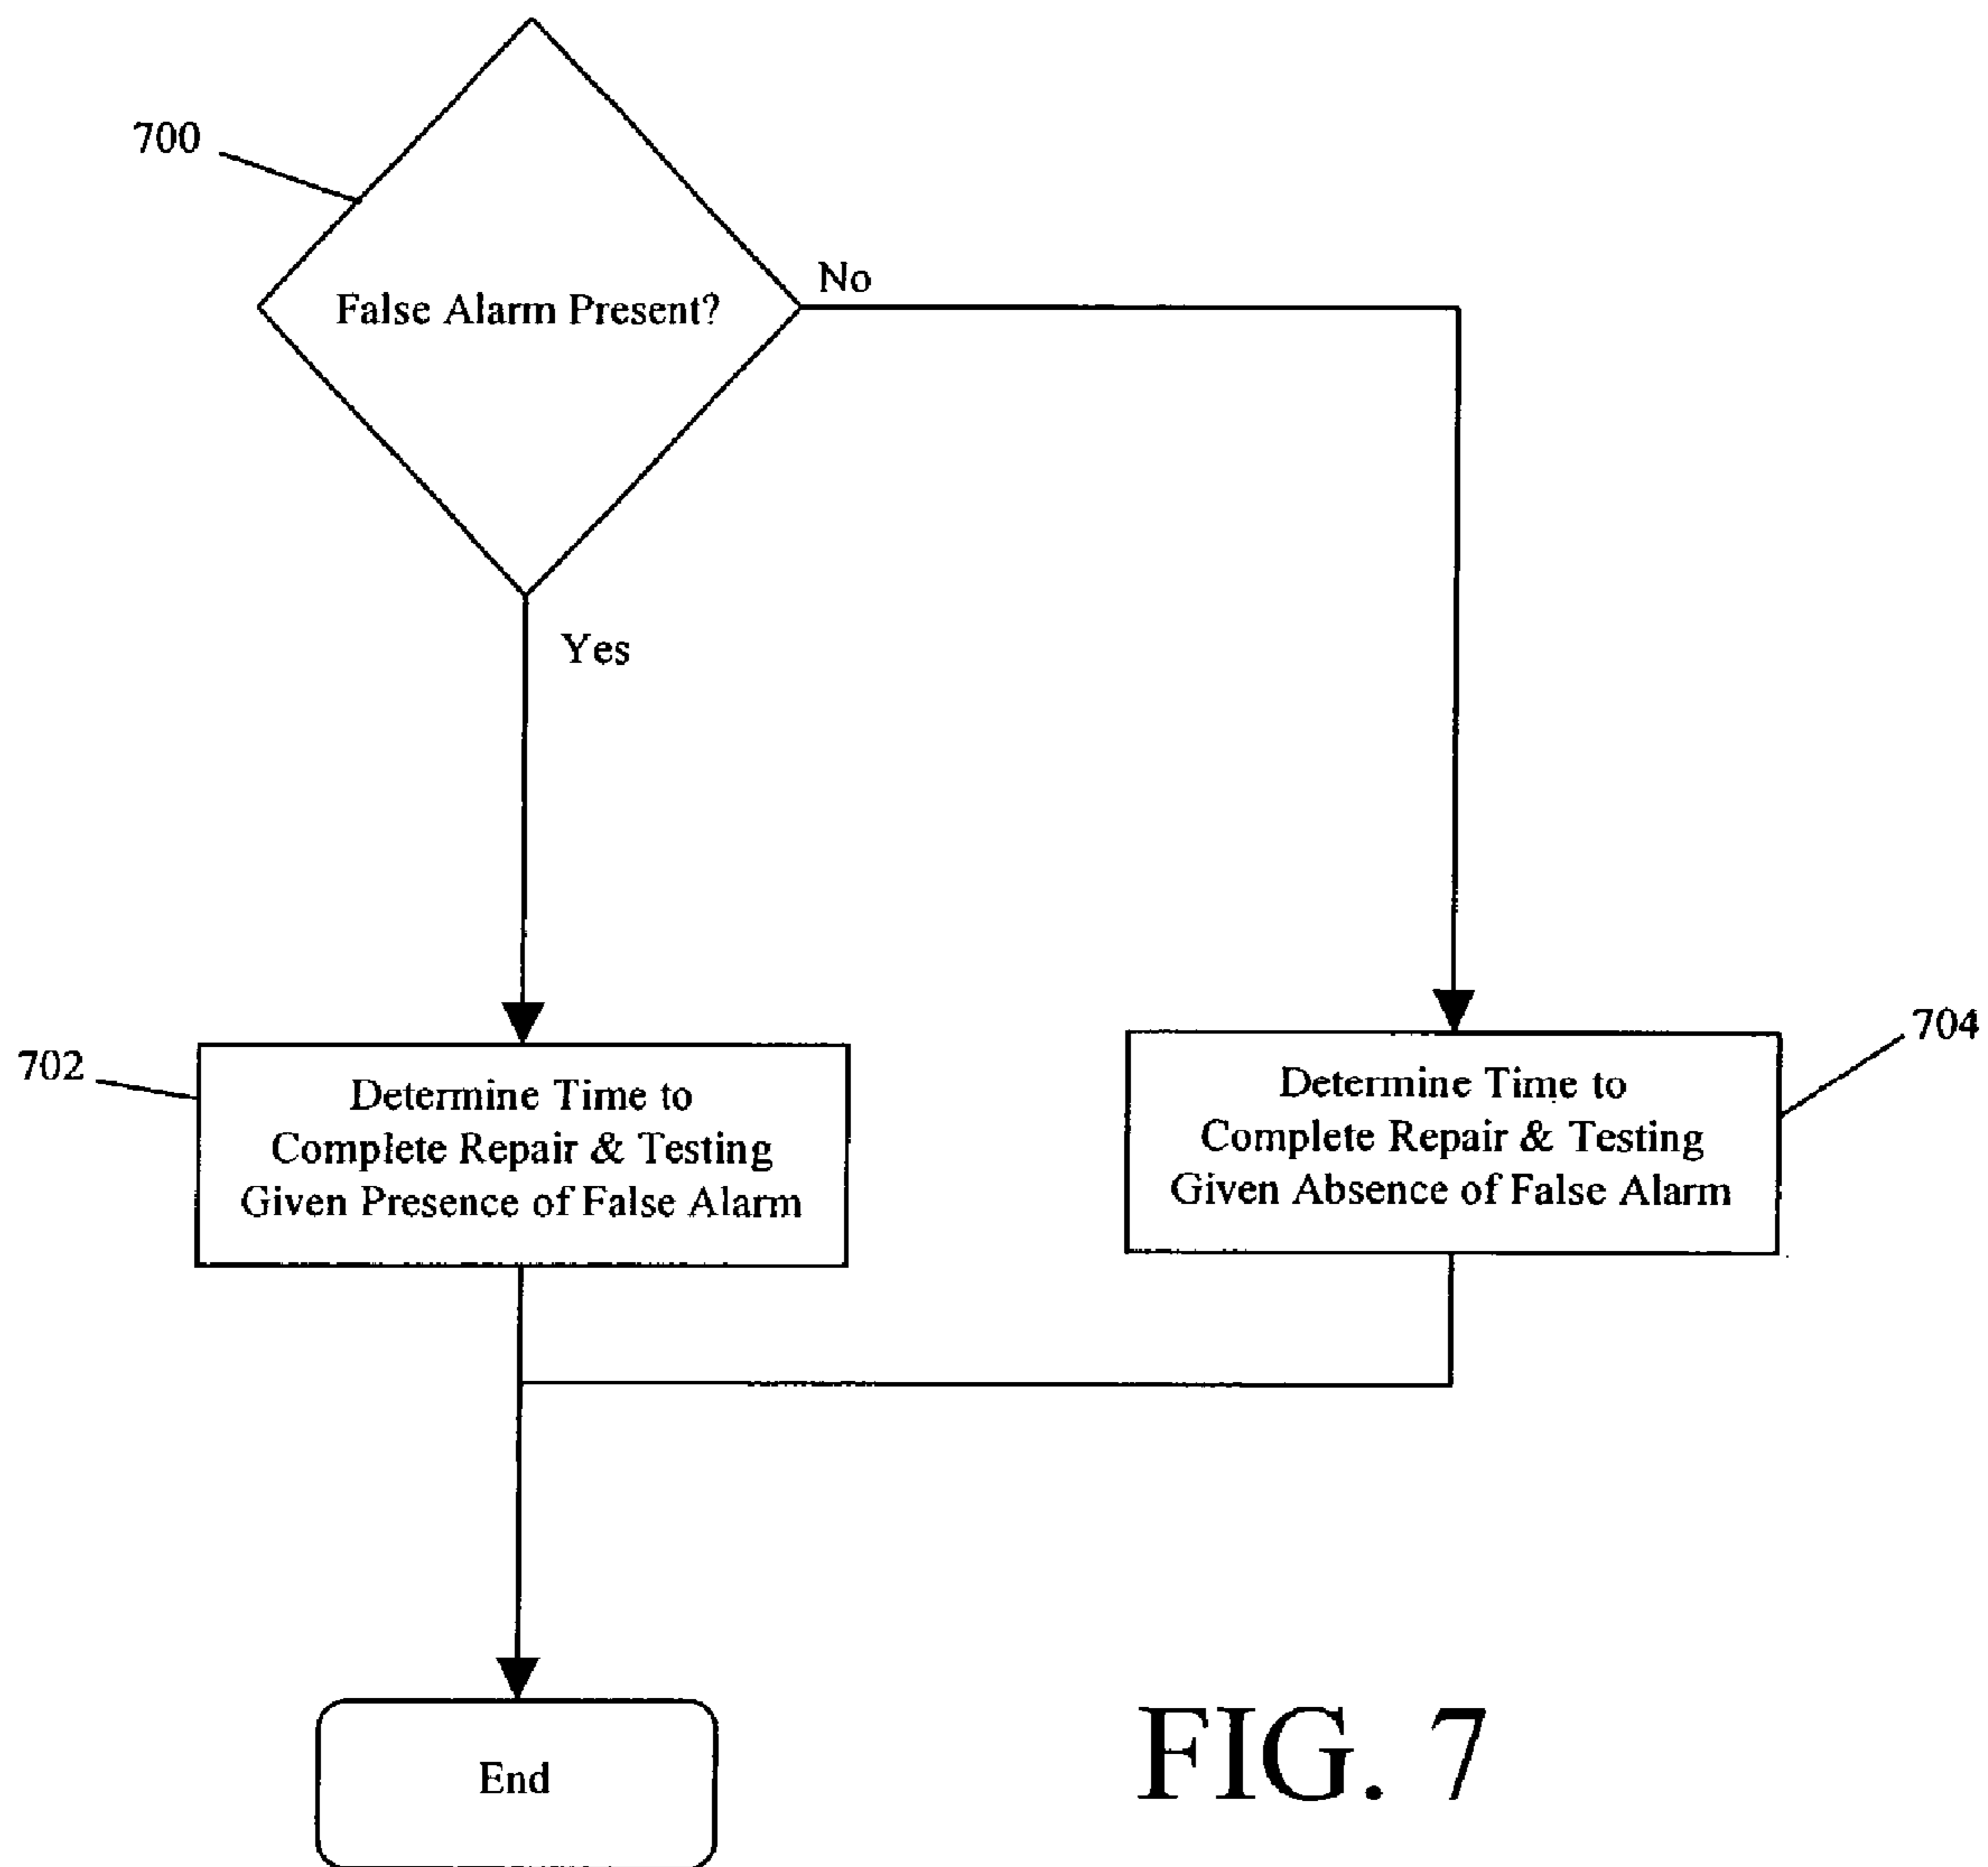 700
False Alarm Present?
No
Yes
702
Determine Time to
Complete Repair & Testing
Given Presence of False Alarm
704
Determine Time to
Complete Repair & Testing
Given Absence of False Alarm
End
FIG. 7